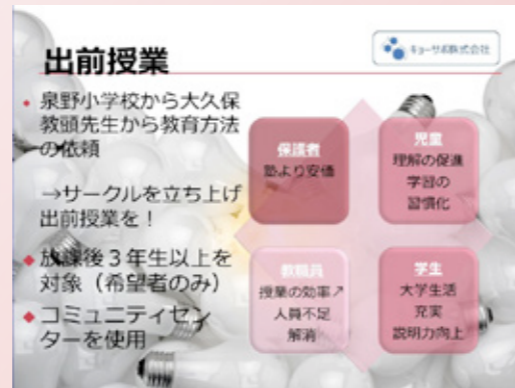 出前授業
キョーサポ株式会社
泉野小学校から大久保
教頭先生から教育方法
の依頼
→サークルを立ち上げ
出前授業を！
放課後３年生以上を
対象（希望者のみ）
コミュニティセン
ターを使用
保護者
塾より安価
児童
理解の促進
学習の
習慣化
教職員
授業の効率↗
人員不足
解消
学生
大学生活
充実
説明力向上